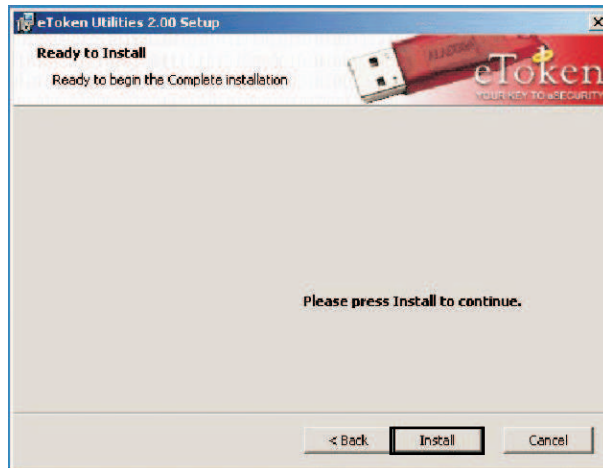 eToken Utilities 2.00 Setup
Ready to Install
Ready to begin the Complete installation
ALADDIN
eToken
YOUR KEY TO eSECURITY
Please press Install to continue.
< Back
Install
Cancel